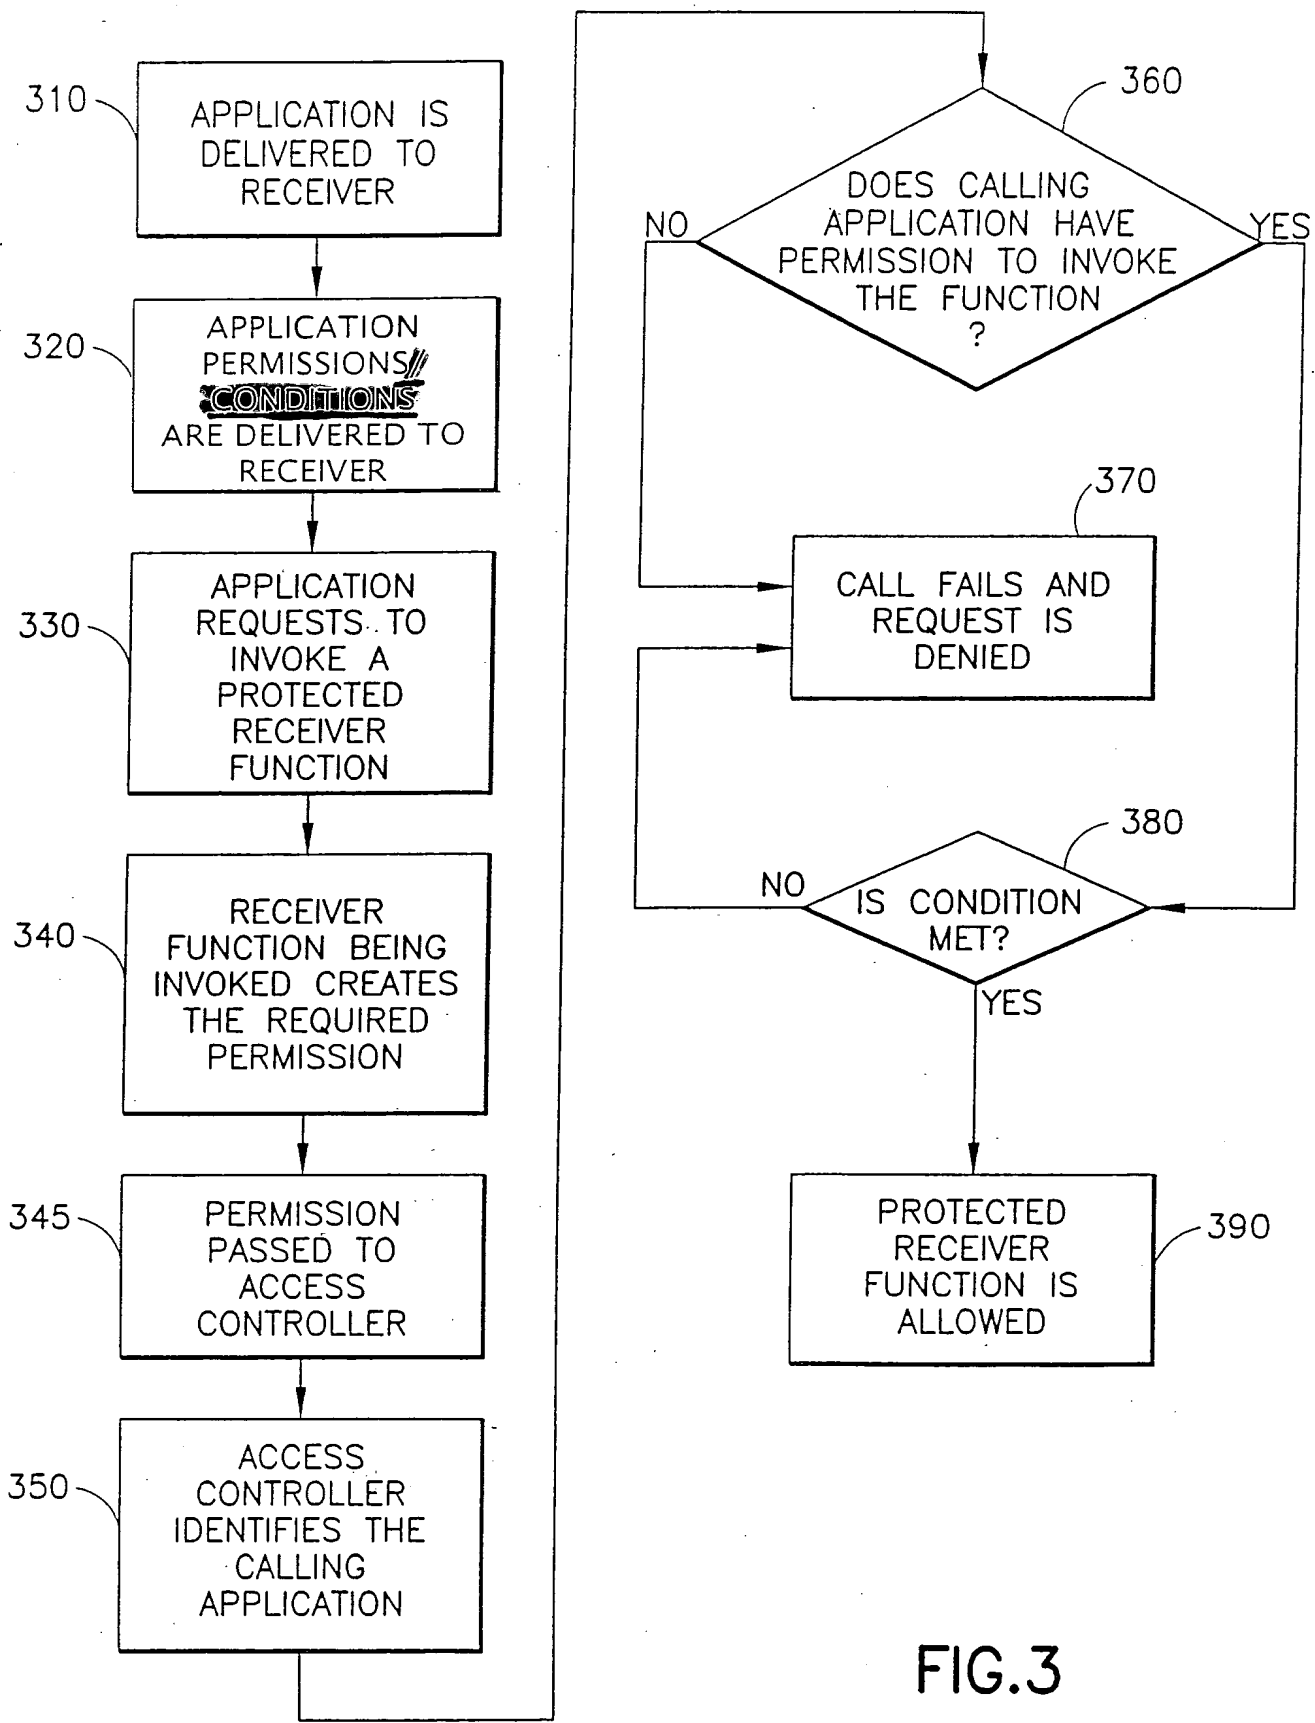 310
APPLICATION IS
DELIVERED TO
RECEIVER
320
APPLICATION
PERMISSIONS/
CONDITIONS
ARE DELIVERED TO
RECEIVER
330
APPLICATION
REQUESTS TO
INVOKE A
PROTECTED
RECEIVER
FUNCTION
340
RECEIVER
FUNCTION BEING
INVOKED CREATES
THE REQUIRED
PERMISSION
345
PERMISSION
PASSED TO
ACCESS
CONTROLLER
350
ACCESS
CONTROLLER
IDENTIFIES THE
CALLING
APPLICATION
360
DOES CALLING
APPLICATION HAVE
PERMISSION TO INVOKE
THE FUNCTION
?
NO
YES
370
CALL FAILS AND
REQUEST IS
DENIED
380
IS CONDITION
MET?
NO
YES
390
PROTECTED
RECEIVER
FUNCTION IS
ALLOWED
FIG.3